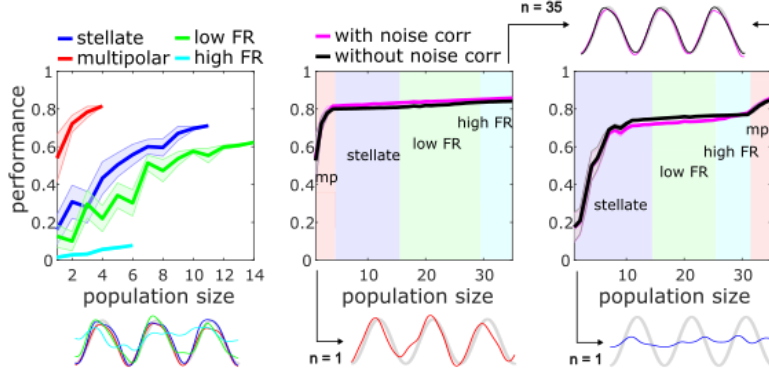 n = 35
stellate
low FR
multipolar
high FR
with noise corr
without noise corr
performance
1
0.8
0.6
0.4
0.2
0
2
4
6
8
10
12
14
population size
1
0.8
0.6
0.4
0.2
0
mp
stellate
low FR
high FR
10
20
30
population size
1
0.8
0.6
0.4
0.2
0
stellate
low FR
high FR
mp
10
20
30
population size
n = 1
n = 1